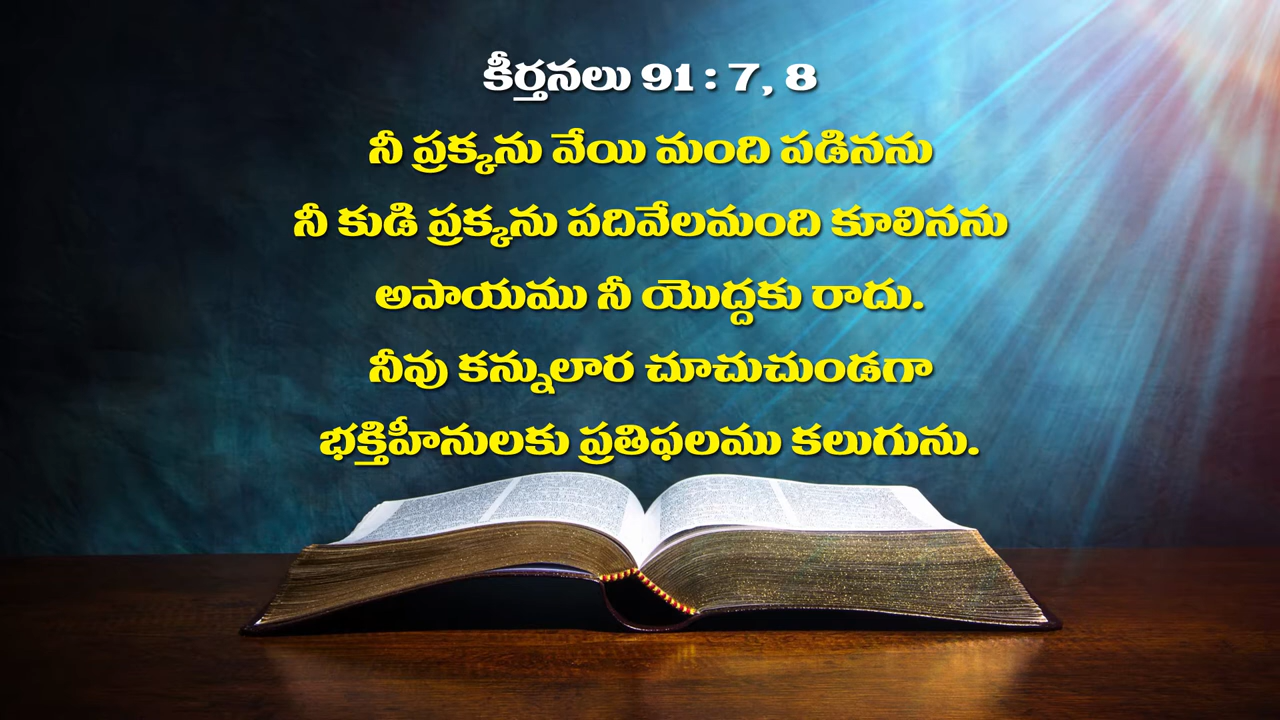 కీర్తనలు 91 : 7, 8
నీ ప్రక్కను వేయి మంది పడినను
నీ కుడి ప్రక్కను పదివేలమంది కూలినను
అపాయము నీ యొద్దకు రాదు.
నీవు కన్నులార చూచుచుండగా
భక్తిహీనులకు ప్రతిఫలము కలుగును.